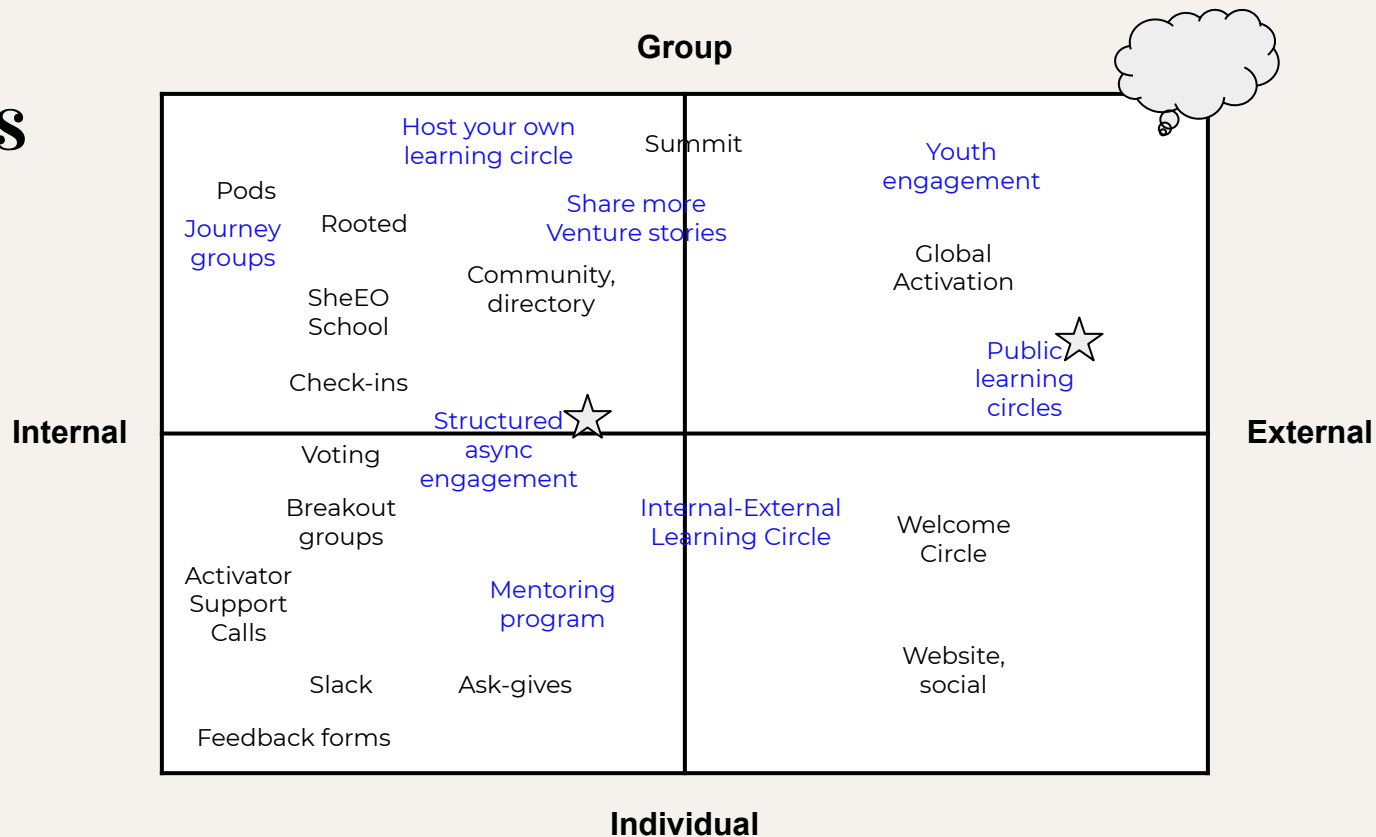 Group
s
Host your own
learning circle
Summit
Youth
engagement
Pods
Journey
groups
Rooted
Share more
Venture stories
Global
Activation
Community,
directory
SheEO
School
Public
learning
circles
Check-ins
Internal
External
Structured
async
engagement
Voting
Breakout
groups
Internal-External
Learning Circle
Welcome
Circle
Activator
Support
Calls
Mentoring
program
Website,
social
Slack
Ask-gives
Feedback forms
Individual